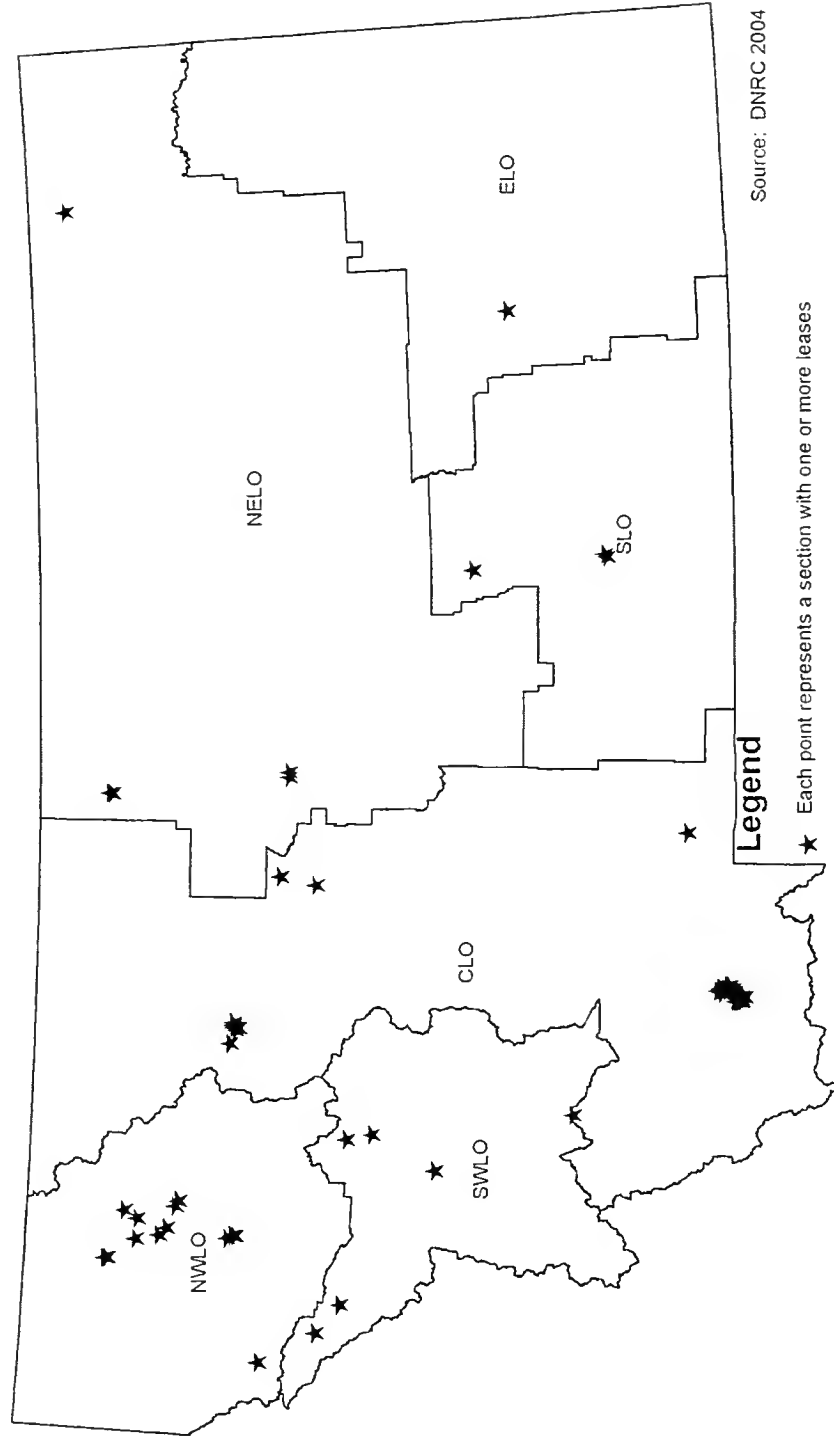 NWLO
NELO
CLO
SWLO
ELO
SLO
Legend
Each point represents a section with one or more leases
Source: DNRC 2004